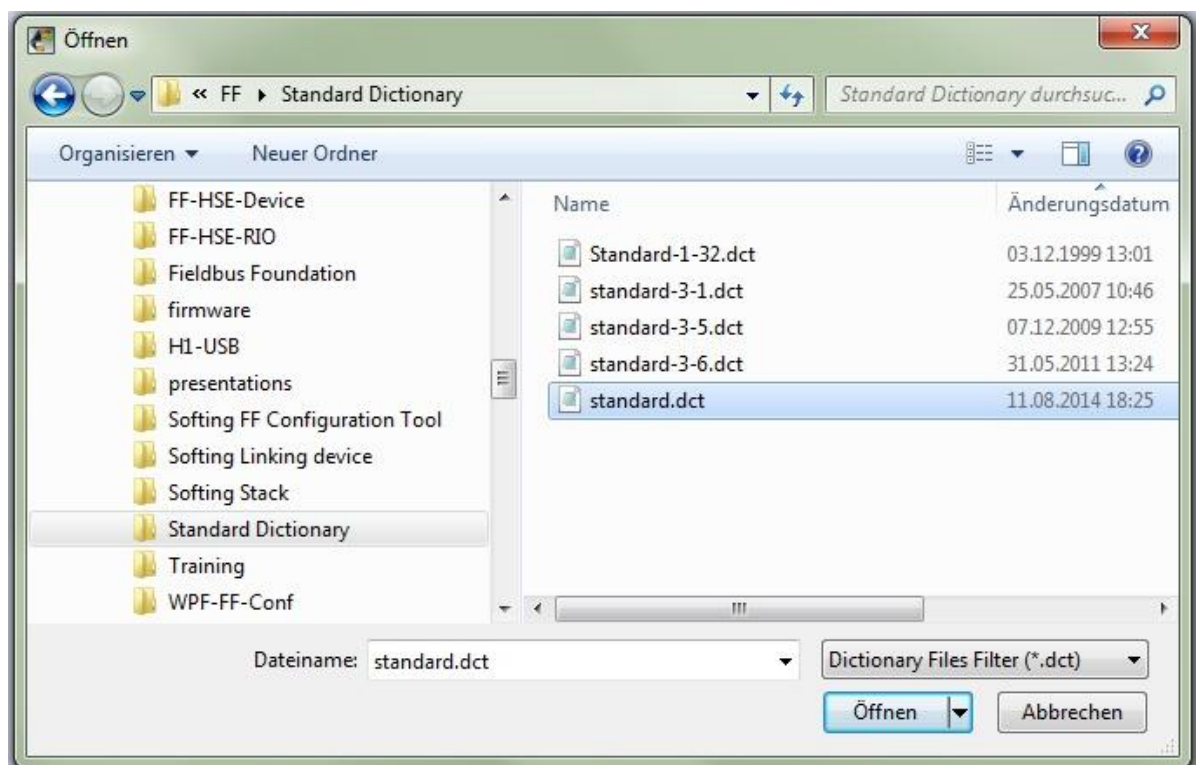 Öffnen
« FF ▸ Standard Dictionary
Standard Dictionary durchsuc...
Organisieren
Neuer Ordner
FF-HSE-Device
FF-HSE-RIO
Fieldbus Foundation
firmware
H1-USB
presentations
Softing FF Configuration Tool
Softing Linking device
Softing Stack
Standard Dictionary
Training
WPF-FF-Conf
Name Änderungsdatum
Standard-1-32.dct 03.12.1999 13:01
standard-3-1.dct 25.05.2007 10:46
standard-3-5.dct 07.12.2009 12:55
standard-3-6.dct 31.05.2011 13:24
standard.dct 11.08.2014 18:25
Dateiname: standard.dct
Dictionary Files Filter (*.dct)
Öffnen
Abbrechen